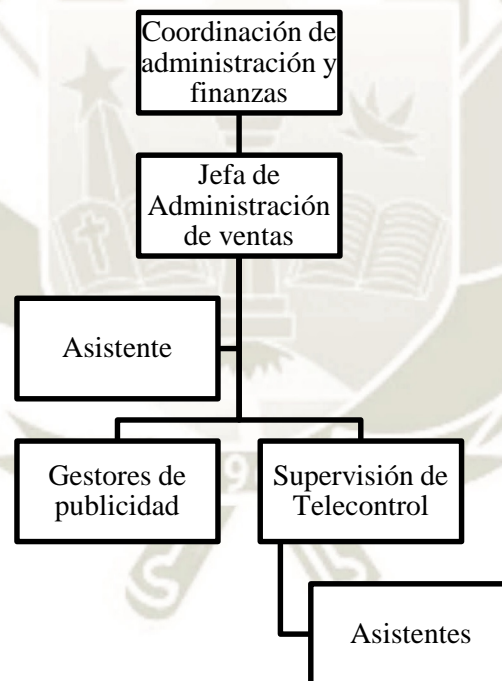 Coordinación de
administración y
finanzas
Jefa de
Administración
de ventas
Asistente
Gestores de
publicidad
Supervisión de
Telecontrol
Asistentes